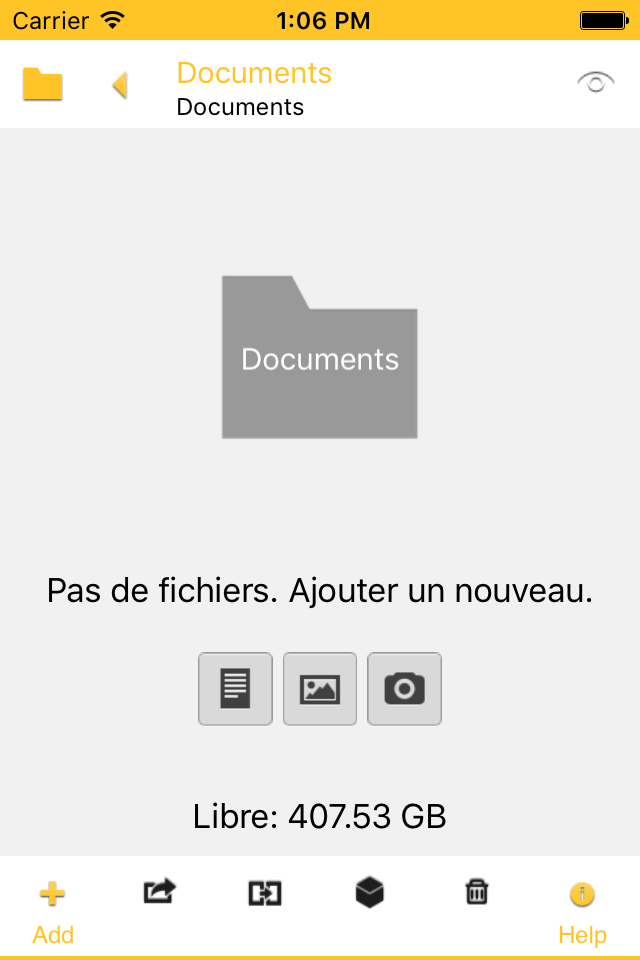 Carrier 1:06 PM
Documents
Documents
Documents
Pas de fichiers. Ajouter un nouveau.
Libre: 407.53 GB
Add Help